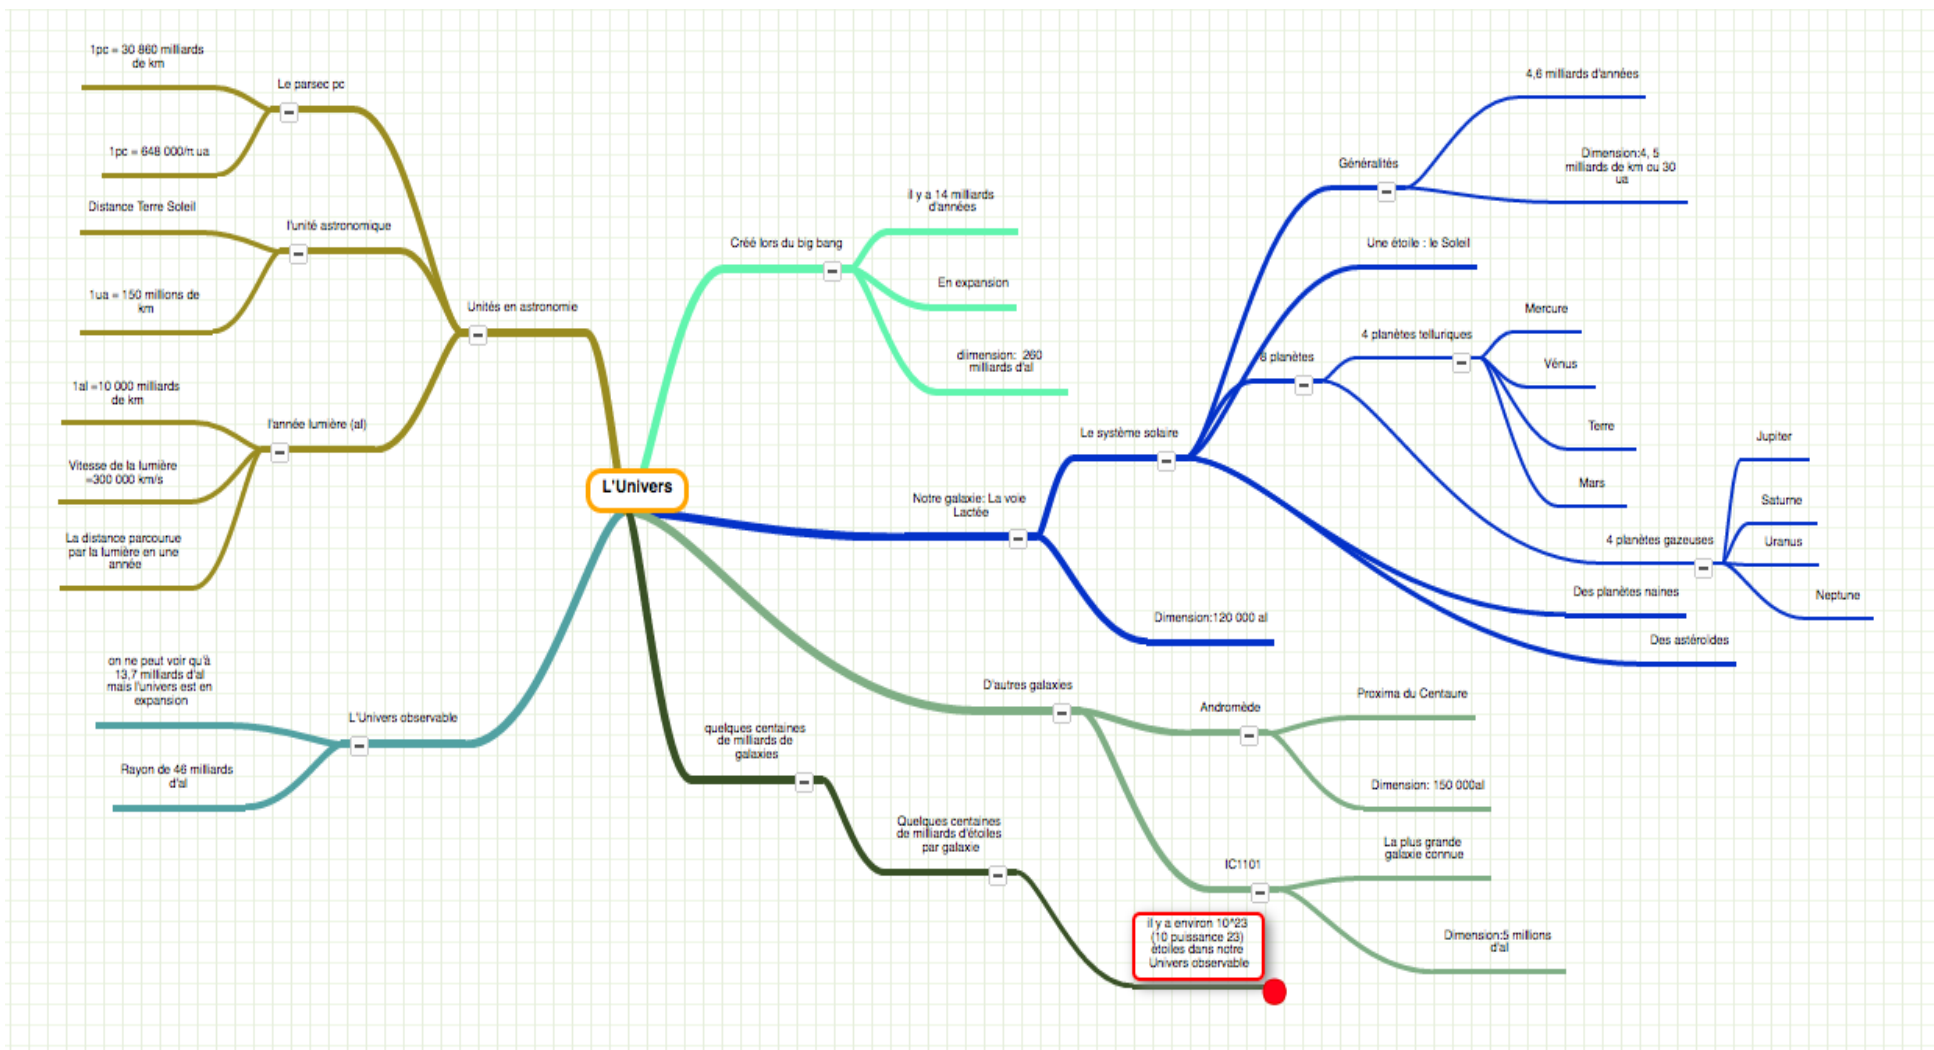 1pc = 30 860 milliards
de km
Le parsec pc
1pc = 648 000/π ua
Distance Terre Soleil
l'unité astronomique
1ua = 150 millions de
km
Unités en astronomie
1al =10 000 milliards
de km
l'année lumière (al)
Vitesse de la lumière
=300 000 km/s
La distance parcourue
par la lumière en une
année
L'Univers
on ne peut voir qu'à
13,7 milliards d'al
mais l'univers est en
expansion
L'Univers observable
Rayon de 46 milliards
d'al
Créé lors du big bang
il y a 14 milliards
d'années
En expansion
diimension:  260
milliards d'al
Notre galaxie: La voie
Lactée
Le système solaire
Généralités
4,6 milliards d'années
Dimension:4, 5
milliards de km ou 30
ua
Une étoile : le Soleil
8 planètes
4 planètes telluriques
Mercure
Vénus
Terre
Mars
4 planètes gazeuses
Jupiter
Saturne
Uranus
Neptune
Des planètes naines
Des astéroïdes
Dimension:120 000 al
D'autres galaxies
Andromède
Proxima du Centaure
Dimension: 150 000al
IC1101
La plus grande
galaxie connue
Dimension:5 millions
d'al
quelques centaines
de milliards de
galaxies
Quelques centaines
de milliards d'étoiles
par galaxie
il y a environ 10^23
(10 puissance 23)
étoiles dans notre
Univers observable